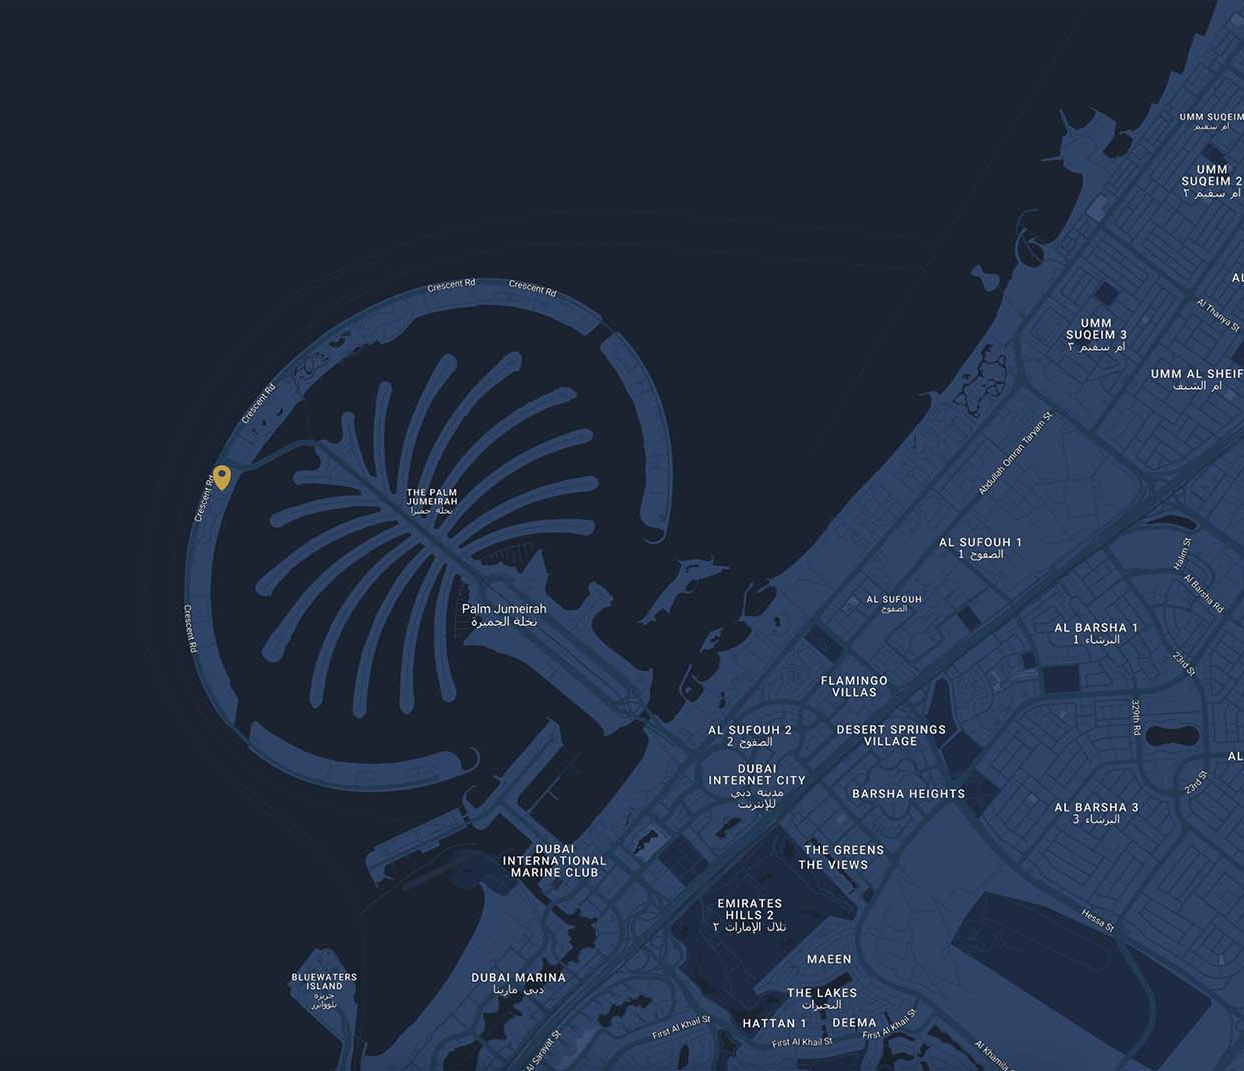 UMM SUQEIM
ام سقيم
UMM
SUQEIM 2
ام سقيم ٢
AL
Al Thanya St
UMM
SUQEIM 3
ام سقيم ٣
UMM AL SHEIF
ام الشيف
Crescent Rd
Crescent Rd
Crescent Rd
Crescent Rd
Crescent Rd
THE PALM
JUMEIRAH
نخلة جميرا
Palm Jumeirah
نخلة الجميرة
Abdullah Omran Taryam St
AL SUFOUH 1
الصفوح 1
AL SUFOUH
الصفوح
Halim St
Al Barsha Rd
AL BARSHA 1
البرشاء 1
23rd St
329th Rd
FLAMINGO
VILLAS
AL SUFOUH 2
الصفوح 2
DESERT SPRINGS
VILLAGE
DUBAI
INTERNET CITY
مدينة دبي
للإنترنت
BARSHA HEIGHTS
AL
23rd St
AL BARSHA 3
البرشاء 3
DUBAI
INTERNATIONAL
MARINE CLUB
THE GREENS
THE VIEWS
EMIRATES
HILLS 2
تلال الإمارات ٢
Hessa St
MAEEN
BLUEWATERS
ISLAND
جزيرة
بلوواترز
DUBAI MARINA
دبي مارينا
THE LAKES
البحيرات
HATTAN 1
DEEMA
First Al Khail St
First Al Khail St
First Al Khail St
Al Sarayat St
Al Khamila